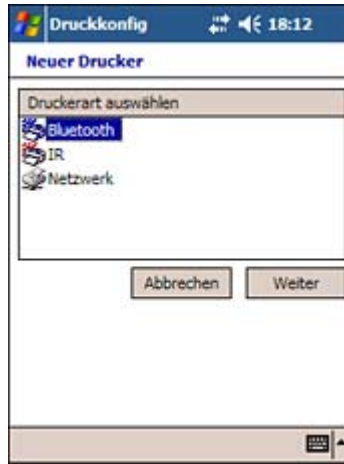 Druckkonfig 18:12
Neuer Drucker
Druckerart auswählen
Bluetooth
IR
Netzwerk
Abbrechen Weiter